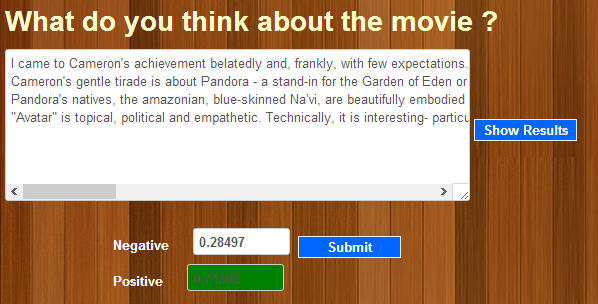 What do you think about the movie ?
I came to Cameron's achievement belatedly and, frankly, with few expectations.
Cameron's gentle tirade is about Pandora - a stand-in for the Garden of Eden or
Pandora's natives, the amazonian, blue-skinned Na'vi, are beautifully embodied
"Avatar" is topical, political and empathetic. Technically, it is interesting- particu
Show Results
Negative 0.28497 Submit
Positive 0.71503